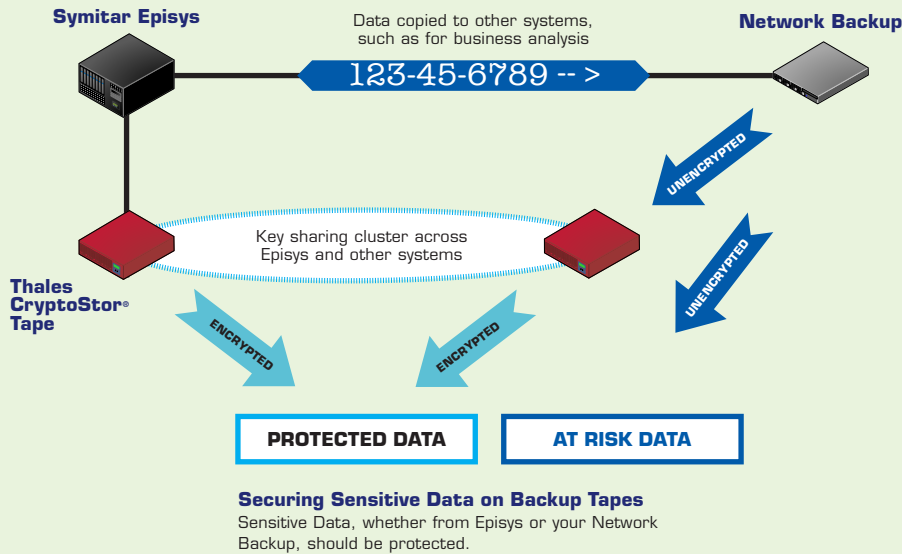 Symitar Episys
Data copied to other systems,
such as for business analysis
Network Backup
123-45-6789 -- >
UNENCRYPTED
UNENCRYPTED
Key sharing cluster across
Episys and other systems
Thales
CryptoStor®
Tape
ENCRYPTED
ENCRYPTED
PROTECTED DATA
AT RISK DATA
Securing Sensitive Data on Backup Tapes
Sensitive Data, whether from Episys or your Network
Backup, should be protected.